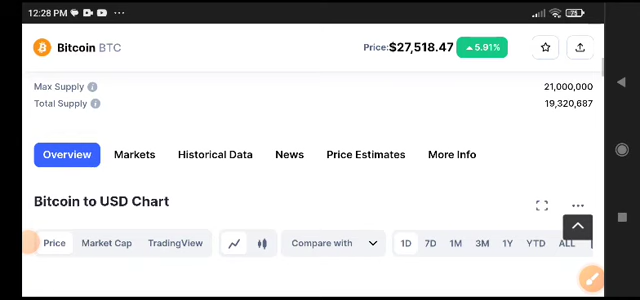 12:28 PM
Bitcoin BTC Price:$27,518.47 5.91%
Max Supply 21,000,000
Total Supply 19,320,687
Overview Markets Historical Data News Price Estimates More Info
Bitcoin to USD Chart
Price Market Cap TradingView Compare with 1D 7D 1M 3M 1Y YTD ALL